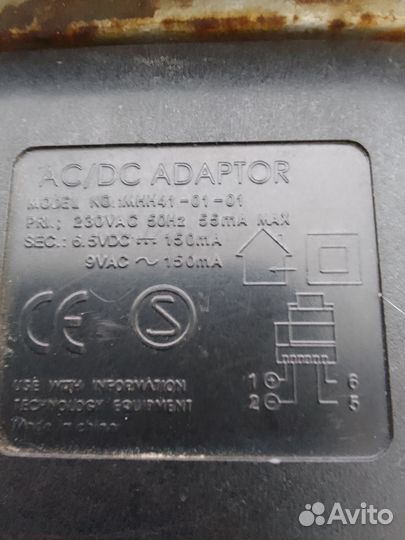 AC/DC ADAPTOR
MODEL NO.:MHH41-01-01
PRI.; 230VAC 50Hz 55mA MAX
SEC.: 6.5VDC ⎓ 150mA
9VAC ~ 150mA
CE S
1 6
2 5
USE WITH INFORMATION
TECHNOLOGY EQUIPMENT
Made in china
Avito